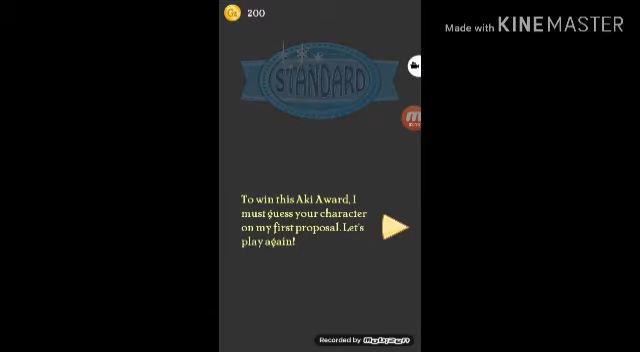 Gz 200
Made with KINEMASTER
STANDARD
To win this Aki Award, I
must guess your character
on my first proposal. Let's
play again!
Recorded by